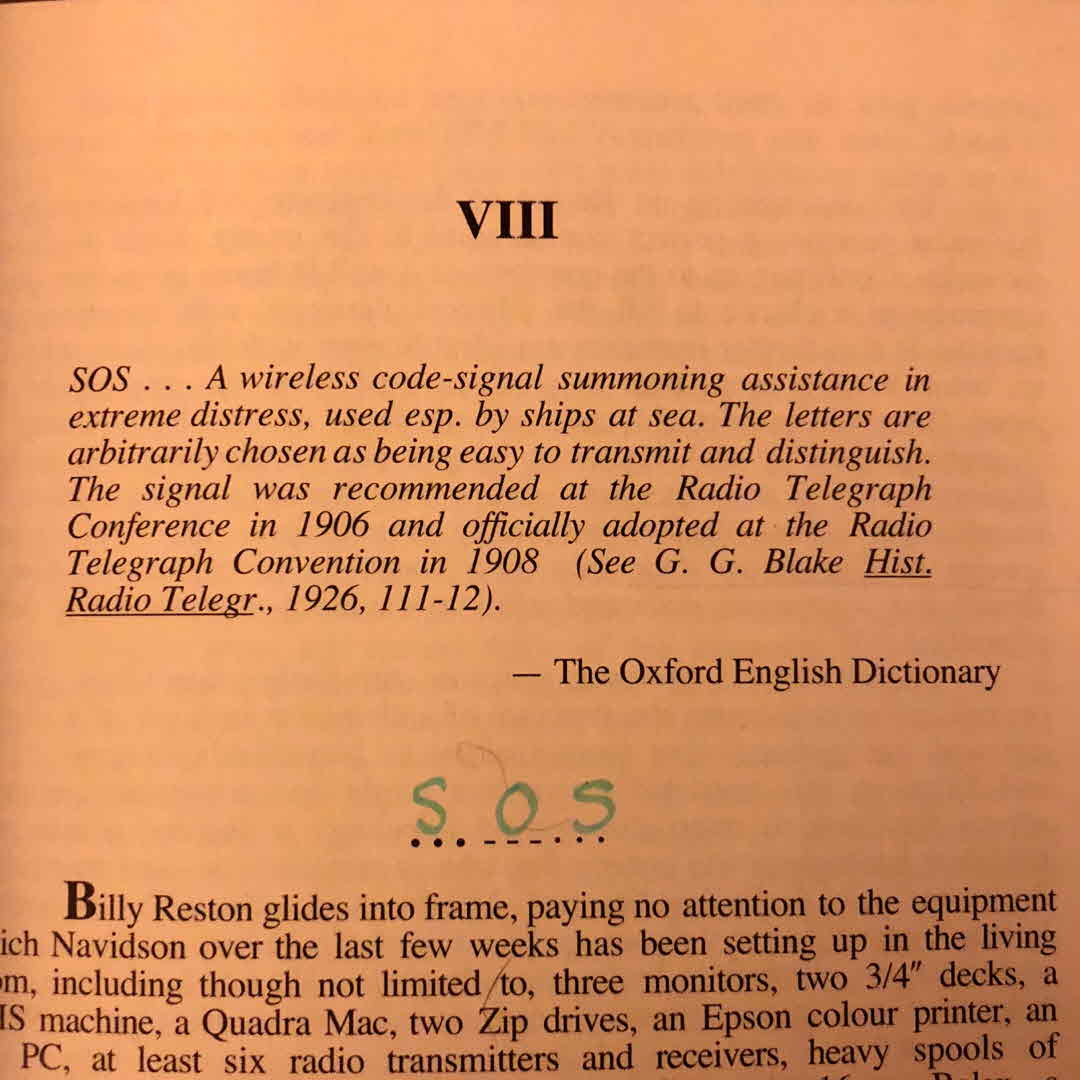 VIII
SOS . . . A wireless code-signal summoning assistance in
extreme distress, used esp. by ships at sea. The letters are
arbitrarily chosen as being easy to transmit and distinguish.
The signal was recommended at the Radio Telegraph
Conference in 1906 and officially adopted at the Radio
Telegraph Convention in 1908 (See G. G. Blake Hist.
Radio Telegr., 1926, 111-12).
— The Oxford English Dictionary
S O S
• • • – – – • • •
Billy Reston glides into frame, paying no attention to the equipment
ich Navidson over the last few weeks has been setting up in the living
om, including though not limited to, three monitors, two 3/4″ decks, a
IS machine, a Quadra Mac, two Zip drives, an Epson colour printer, an
PC, at least six radio transmitters and receivers, heavy spools of